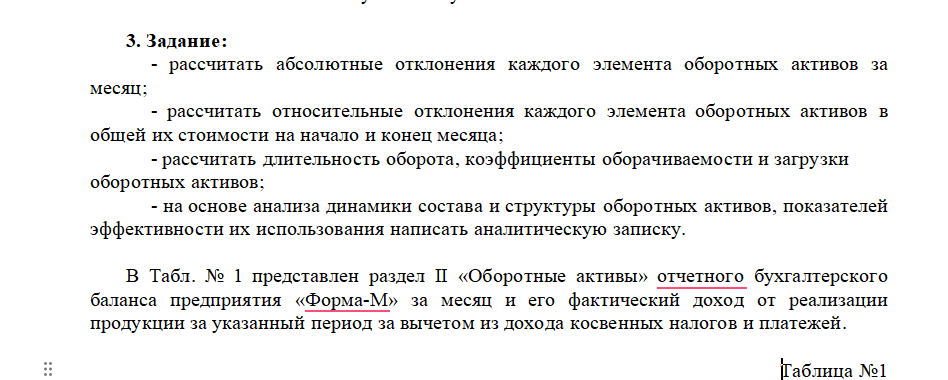 3. Задание:
- рассчитать абсолютные отклонения каждого элемента оборотных активов за
месяц;
- рассчитать относительные отклонения каждого элемента оборотных активов в
общей их стоимости на начало и конец месяца;
- рассчитать длительность оборота, коэффициенты оборачиваемости и загрузки
оборотных активов;
- на основе анализа динамики состава и структуры оборотных активов, показателей
эффективности их использования написать аналитическую записку.
В Табл. № 1 представлен раздел II «Оборотные активы» отчетного бухгалтерского
баланса предприятия «Форма-М» за месяц и его фактический доход от реализации
продукции за указанный период за вычетом из дохода косвенных налогов и платежей.
Таблица №1